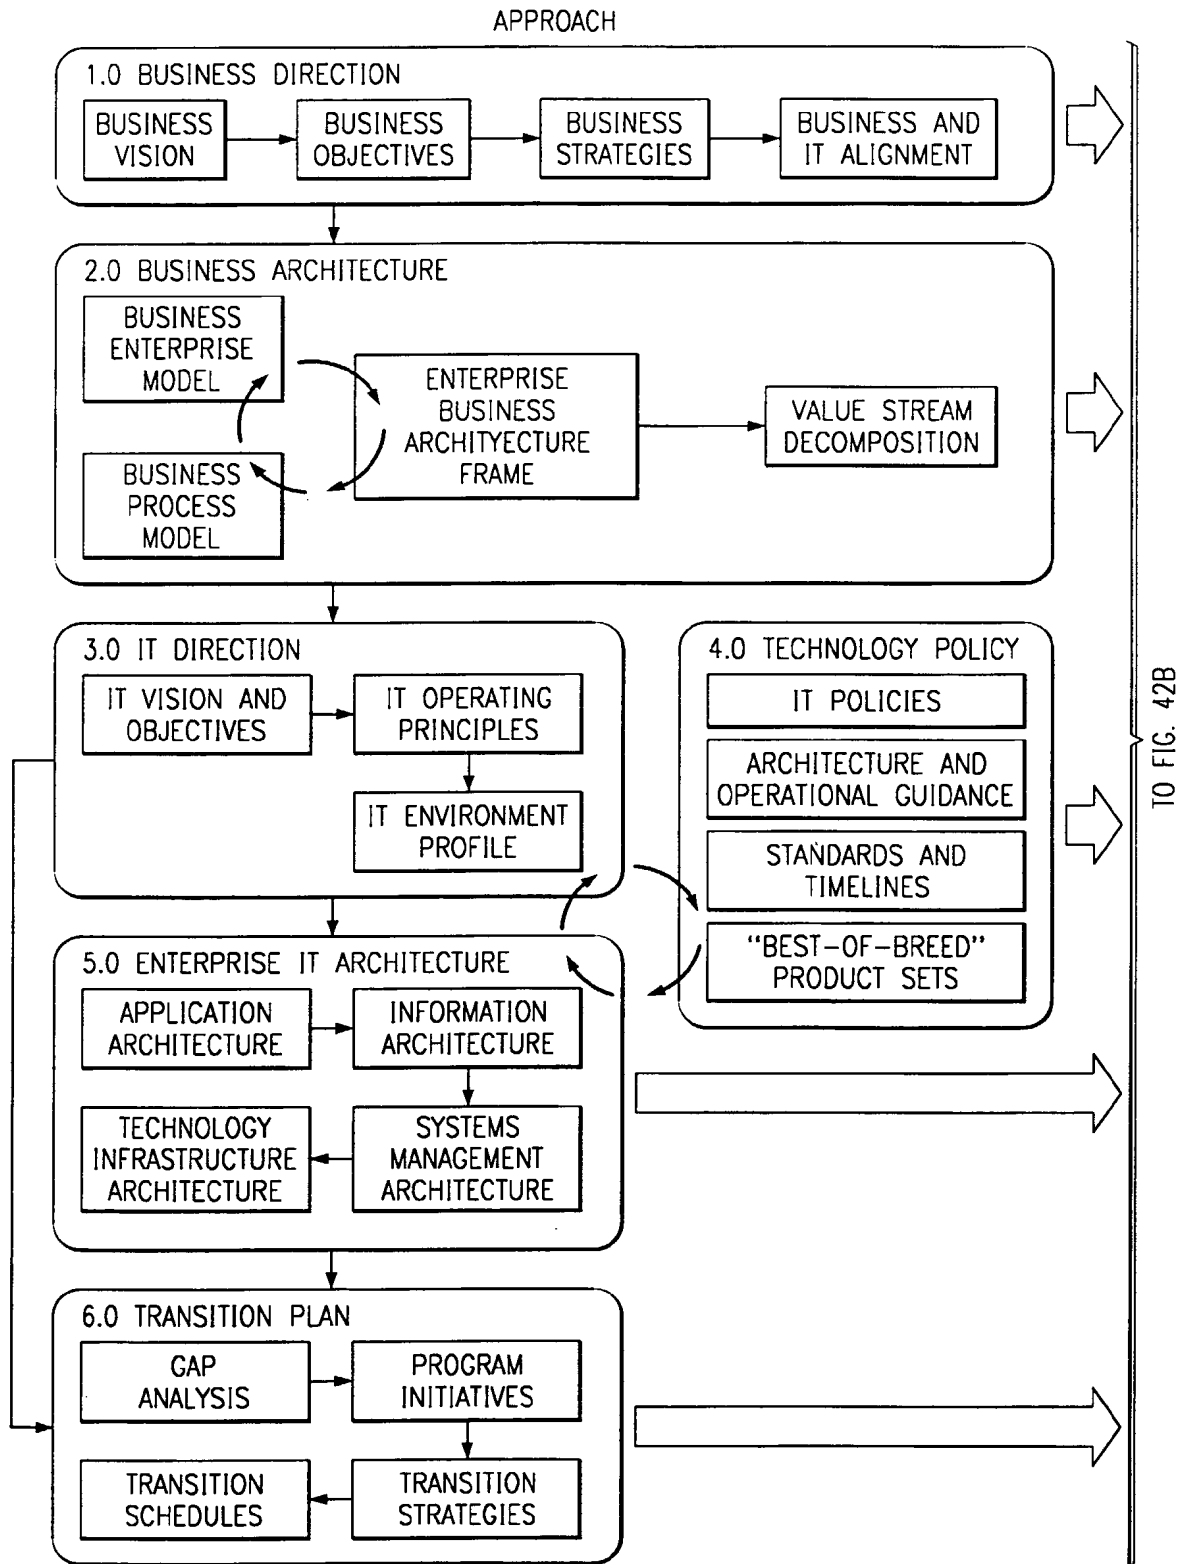 APPROACH
1.0 BUSINESS DIRECTION
BUSINESS
VISION
BUSINESS
OBJECTIVES
BUSINESS
STRATEGIES
BUSINESS AND
IT ALIGNMENT
2.0 BUSINESS ARCHITECTURE
BUSINESS
ENTERPRISE
MODEL
BUSINESS
PROCESS
MODEL
ENTERPRISE
BUSINESS
ARCHITYECTURE
FRAME
VALUE STREAM
DECOMPOSITION
3.0 IT DIRECTION
IT VISION AND
OBJECTIVES
IT OPERATING
PRINCIPLES
IT ENVIRONMENT
PROFILE
4.0 TECHNOLOGY POLICY
IT POLICIES
ARCHITECTURE AND
OPERATIONAL GUIDANCE
STANDARDS AND
TIMELINES
"BEST-OF-BREED"
PRODUCT SETS
5.0 ENTERPRISE IT ARCHITECTURE
APPLICATION
ARCHITECTURE
INFORMATION
ARCHITECTURE
TECHNOLOGY
INFRASTRUCTURE
ARCHITECTURE
SYSTEMS
MANAGEMENT
ARCHITECTURE
6.0 TRANSITION PLAN
GAP
ANALYSIS
PROGRAM
INITIATIVES
TRANSITION
SCHEDULES
TRANSITION
STRATEGIES
TO FIG. 42B